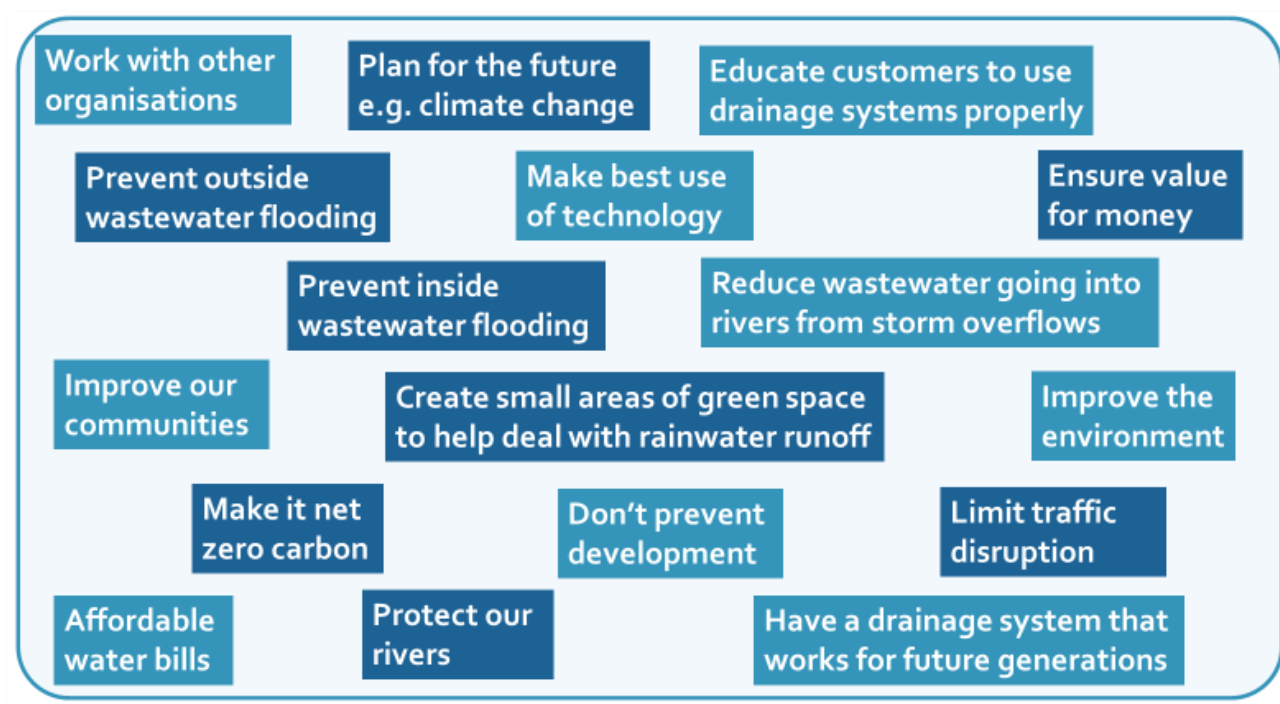 Work with other
organisations
Plan for the future
e.g. climate change
Educate customers to use
drainage systems properly
Prevent outside
wastewater flooding
Make best use
of technology
Ensure value
for money
Prevent inside
wastewater flooding
Reduce wastewater going into
rivers from storm overflows
Improve our
communities
Create small areas of green space
to help deal with rainwater runoff
Improve the
environment
Make it net
zero carbon
Don't prevent
development
Limit traffic
disruption
Affordable
water bills
Protect our
rivers
Have a drainage system that
works for future generations